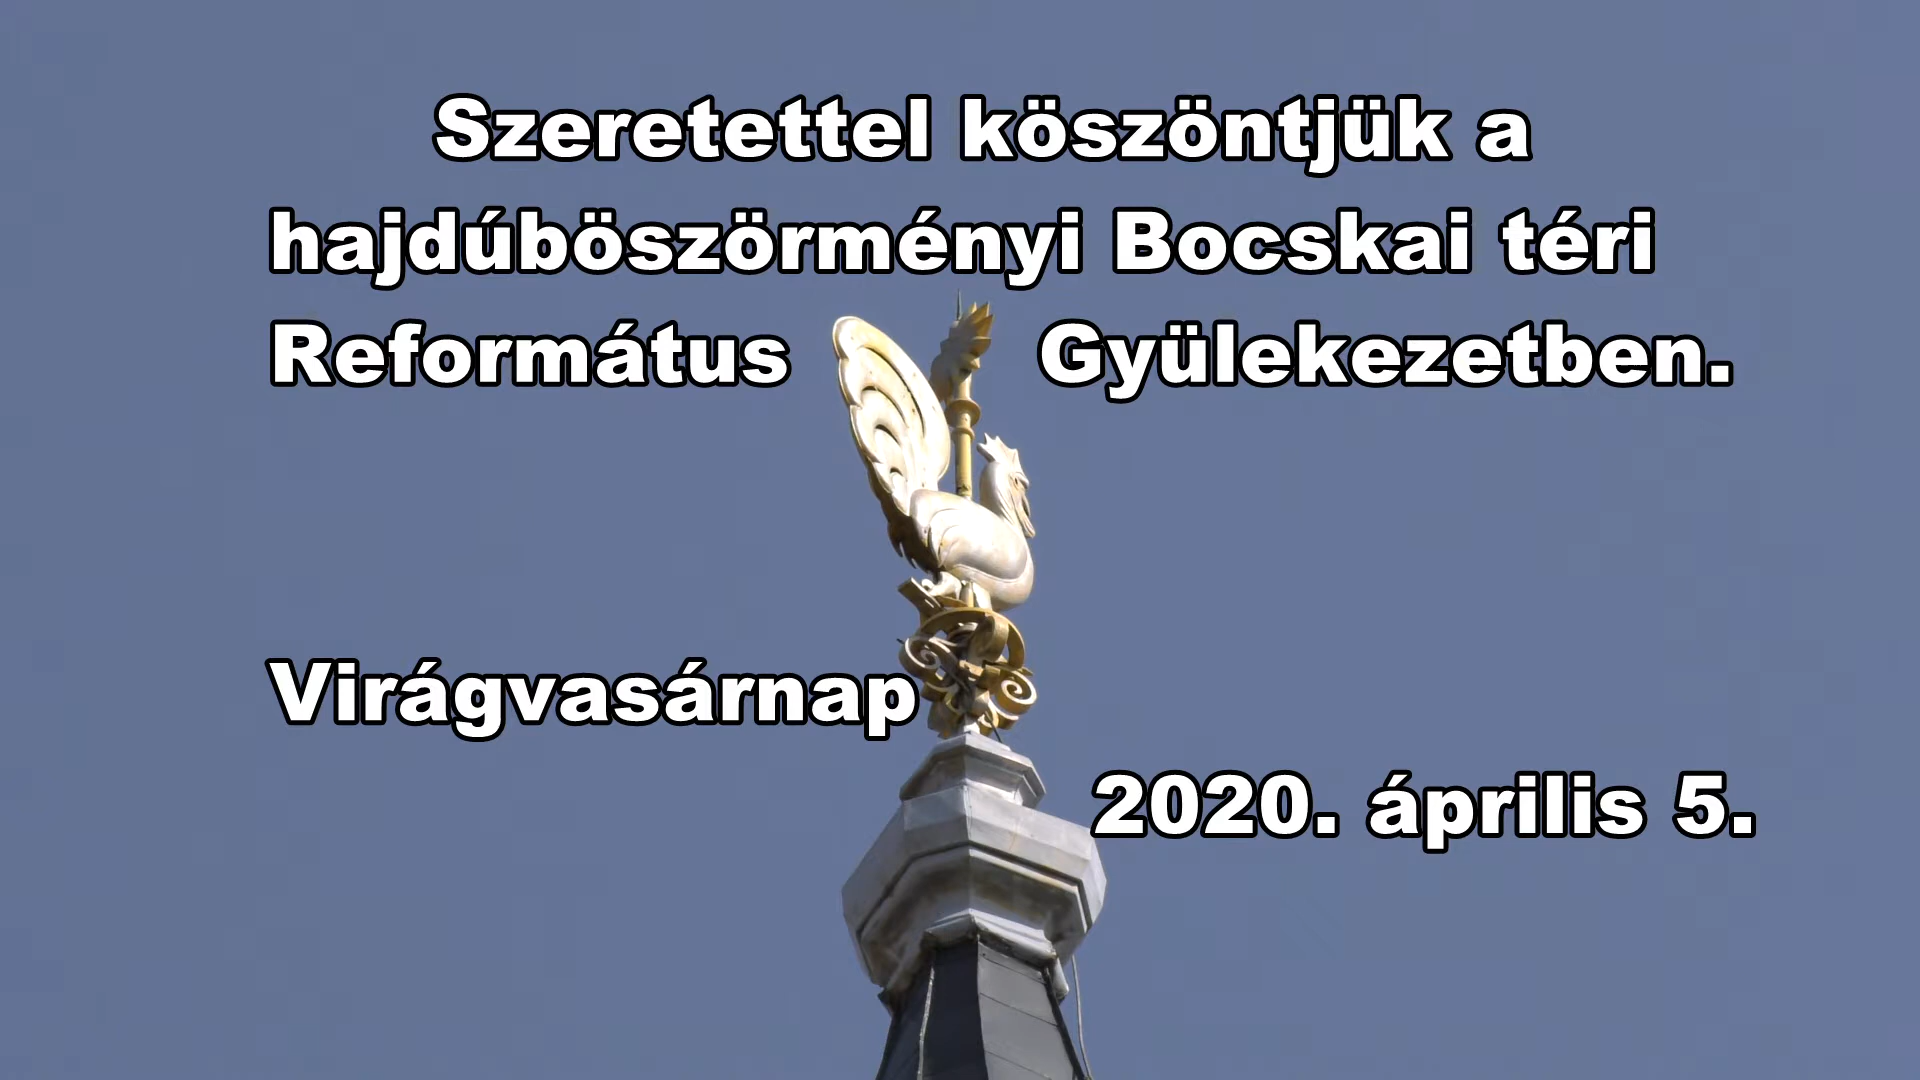 Szeretettel köszöntjük a
hajdúböszörményi Bocskai téri
Református Gyülekezetben.
Virágvasárnap
2020. április 5.